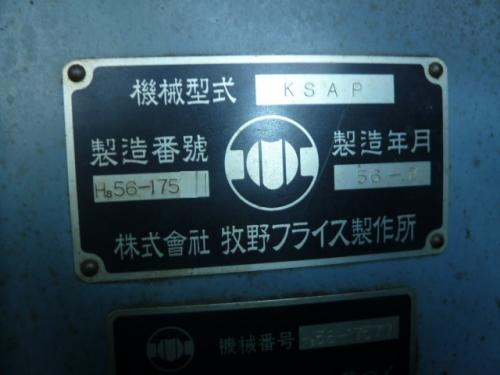 機械型式 KSAP
製造番號 製造年月
Hs56-175 56-
株式會社 牧野フライス製作所
機械番号